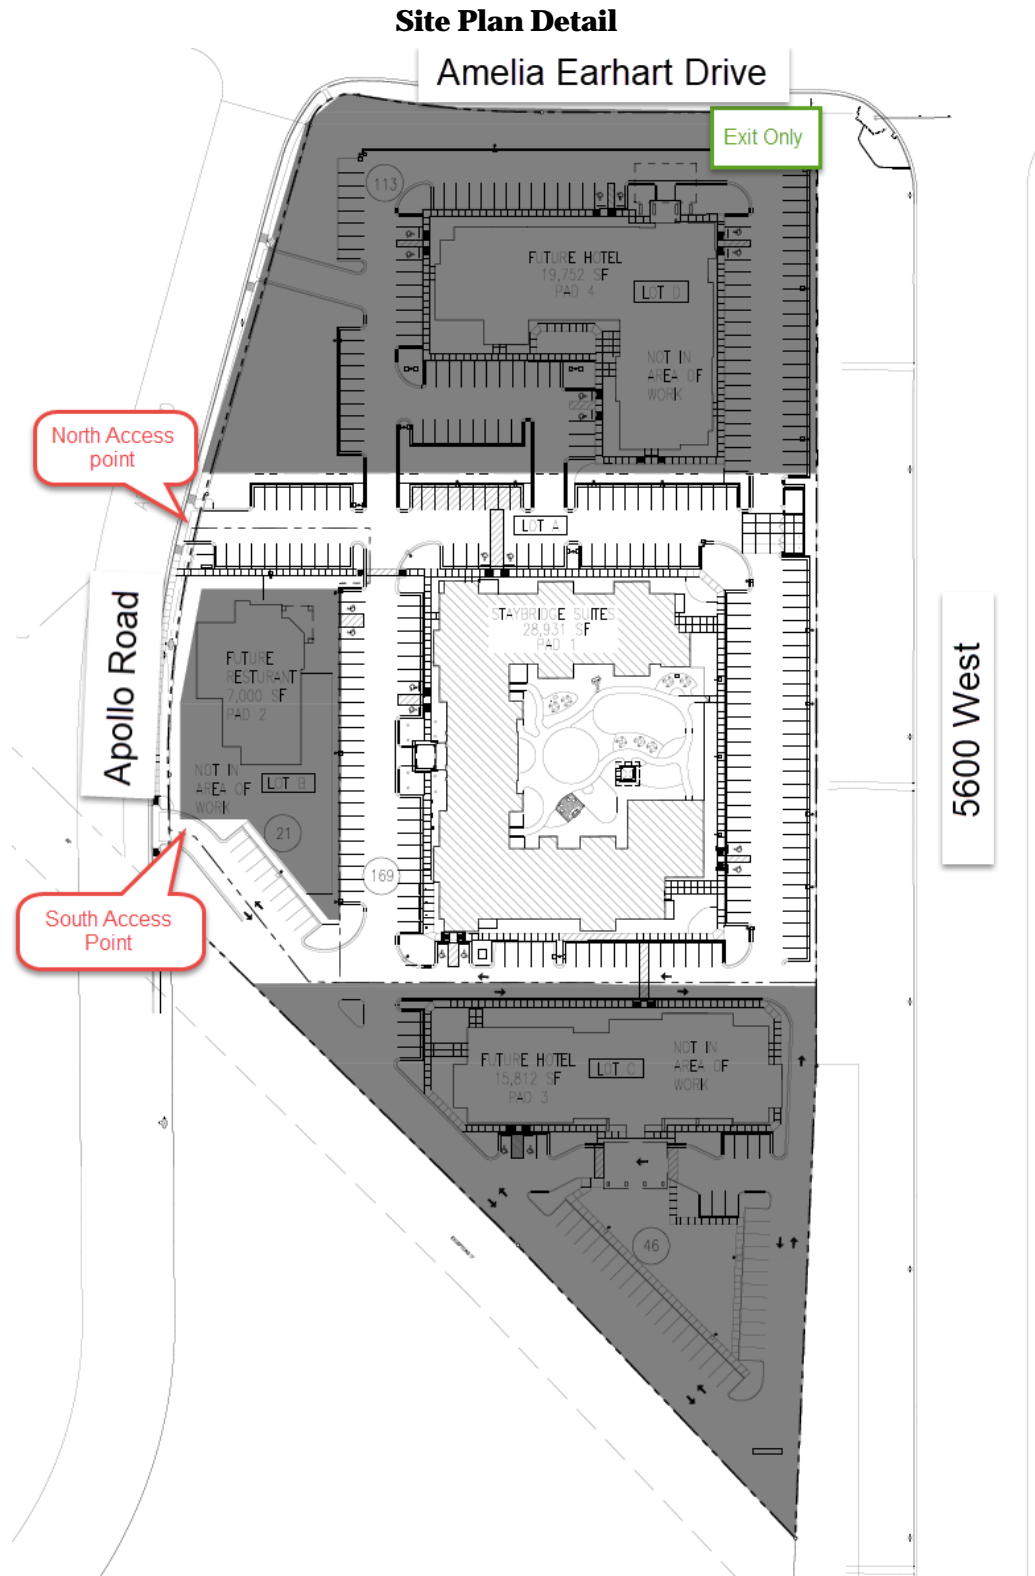 Site Plan Detail
Amelia Earhart Drive
Exit Only
113
FUTURE HOTEL
19,752 SF
PAD 4
LOT D
NOT IN
AREA OF
WORK
North Access
point
LOT A
Apollo Road
STAYBRIDGE SUITES
28,931 SF
PAD 1
FUTURE
RESTURANT
7,000 SF
PAD 2
NOT IN
AREA OF
WORK
LOT B
21
5600 West
169
South Access
Point
FUTURE HOTEL
15,812 SF
PAD 3
LOT C
NOT IN
AREA OF
WORK
46